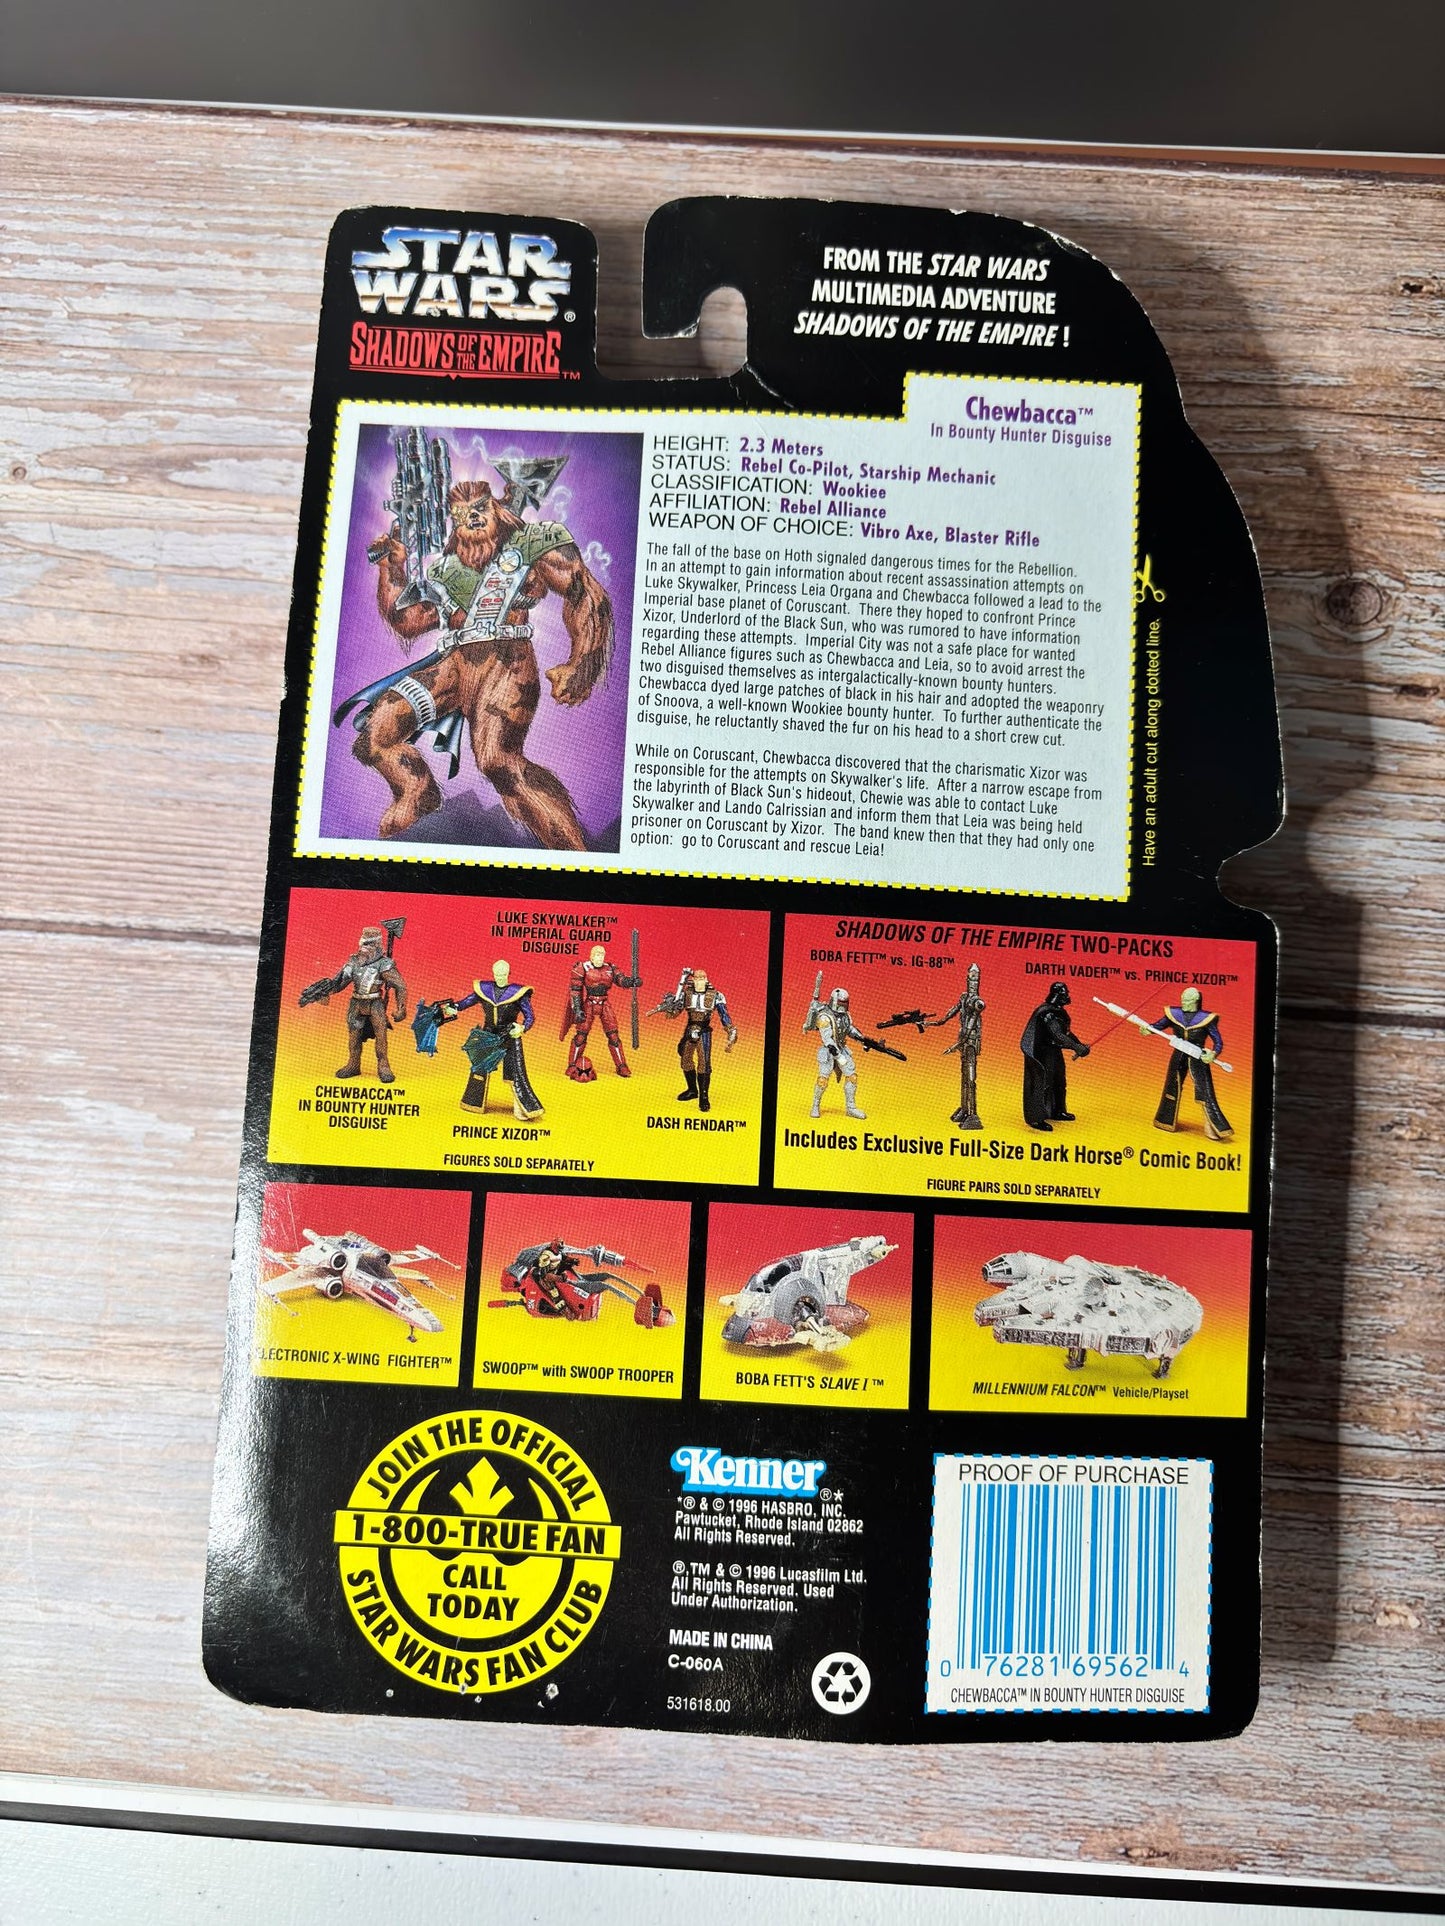 STAR
WARS®
SHADOWS OF THE EMPIRE™
FROM THE STAR WARS
MULTIMEDIA ADVENTURE
SHADOWS OF THE EMPIRE!
Chewbacca™
In Bounty Hunter Disguise
HEIGHT: 2.3 Meters
STATUS: Rebel Co-Pilot, Starship Mechanic
CLASSIFICATION: Wookiee
AFFILIATION: Rebel Alliance
WEAPON OF CHOICE: Vibro Axe, Blaster Rifle
The fall of the base on Hoth signaled dangerous times for the Rebellion.
In an attempt to gain information about recent assassination attempts on
Luke Skywalker, Princess Leia Organa and Chewbacca followed a lead to the
Imperial base planet of Coruscant. There they hoped to confront Prince
Xizor, Underlord of the Black Sun, who was rumored to have information
regarding these attempts. Imperial City was not a safe place for wanted
Rebel Alliance figures such as Chewbacca and Leia, so to avoid arrest the
two disguised themselves as intergalactically-known bounty hunters.
Chewbacca dyed large patches of black in his hair and adopted the weaponry
of Snoova, a well-known Wookiee bounty hunter. To further authenticate the
disguise, he reluctantly shaved the fur on his head to a short crew cut.
While on Coruscant, Chewbacca discovered that the charismatic Xizor was
responsible for the attempts on Skywalker's life. After a narrow escape from
the labyrinth of Black Sun's hideout, Chewie was able to contact Luke
Skywalker and Lando Calrissian and inform them that Leia was being held
prisoner on Coruscant by Xizor. The band knew then that they had only one
option: go to Coruscant and rescue Leia!
Have an adult cut along dotted line.
LUKE SKYWALKER™
IN IMPERIAL GUARD
DISGUISE
CHEWBACCA™
IN BOUNTY HUNTER
DISGUISE
PRINCE XIZOR™
DASH RENDAR™
FIGURES SOLD SEPARATELY
SHADOWS OF THE EMPIRE TWO-PACKS
BOBA FETT™ vs. IG-88™
DARTH VADER™ vs. PRINCE XIZOR™
Includes Exclusive Full-Size Dark Horse® Comic Book!
FIGURE PAIRS SOLD SEPARATELY
ELECTRONIC X-WING FIGHTER™
SWOOP™ with SWOOP TROOPER
BOBA FETT'S SLAVE I™
MILLENNIUM FALCON™ Vehicle/Playset
JOIN THE OFFICIAL
1-800-TRUE FAN
CALL
TODAY
STAR WARS FAN CLUB
Kenner®*
*® & © 1996 HASBRO, INC.
Pawtucket, Rhode Island 02862
All Rights Reserved.
®,TM & © 1996 Lucasfilm Ltd.
All Rights Reserved. Used
Under Authorization.
MADE IN CHINA
C-060A
531618.00
PROOF OF PURCHASE
0 76281 69562 4
CHEWBACCA™ IN BOUNTY HUNTER DISGUISE